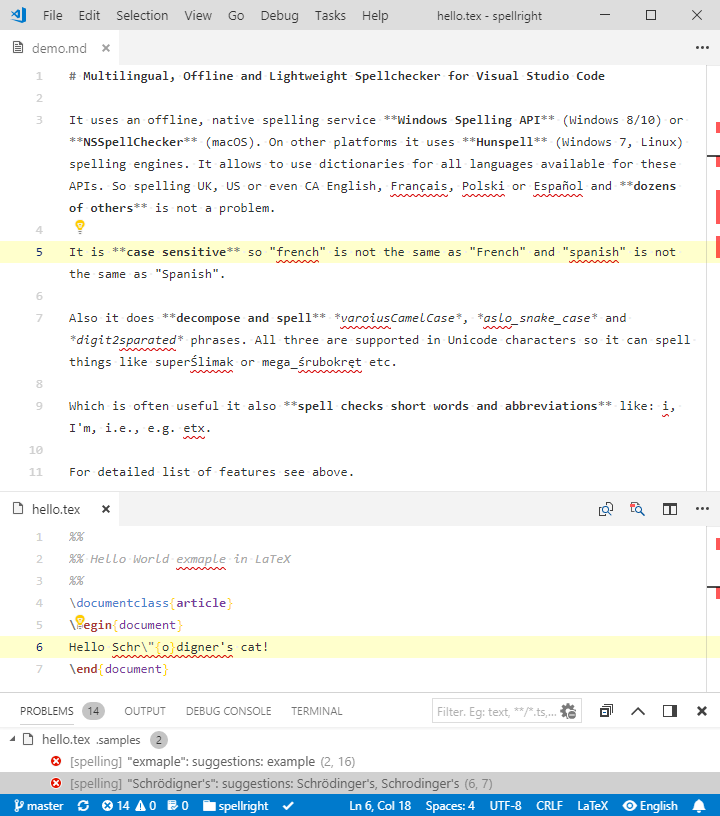 File Edit Selection View Go Debug Tasks Help hello.tex - spellright
demo.md
1 # Multilingual, Offline and Lightweight Spellchecker for Visual Studio Code
2
3 It uses an offline, native spelling service **Windows Spelling API** (Windows 8/10) or
**NSSpellChecker** (macOS). On other platforms it uses **Hunspell** (Windows 7, Linux)
spelling engines. It allows to use dictionaries for all languages available for these
APIs. So spelling UK, US or even CA English, Français, Polski or Español and **dozens
of others** is not a problem.
4
5 It is **case sensitive** so "french" is not the same as "French" and "spanish" is not
the same as "Spanish".
6
7 Also it does **decompose and spell** *varoiusCamelCase*, *aslo_snake_case* and
*digit2sparated* phrases. All three are supported in Unicode characters so it can spell
things like superŚlimak or mega_śrubokręt etc.
8
9 Which is often useful it also **spell checks short words and abbreviations** like: i,
I'm, i.e., e.g. etx.
10
11 For detailed list of features see above.
hello.tex
1 %%
2 %% Hello World exmaple in LaTeX
3 %%
4 \documentclass{article}
5 \begin{document}
6 Hello Schr\"{o}digner's cat!
7 \end{document}
PROBLEMS 14 OUTPUT DEBUG CONSOLE TERMINAL Filter. Eg: text, **/*.ts,...
hello.tex .samples 2
[spelling] "exmaple": suggestions: example (2, 16)
[spelling] "Schrödigner's": suggestions: Schrödinger's, Schrodinger's (6, 7)
master 14 0 0 spellright Ln 6, Col 18 Spaces: 4 UTF-8 CRLF LaTeX English